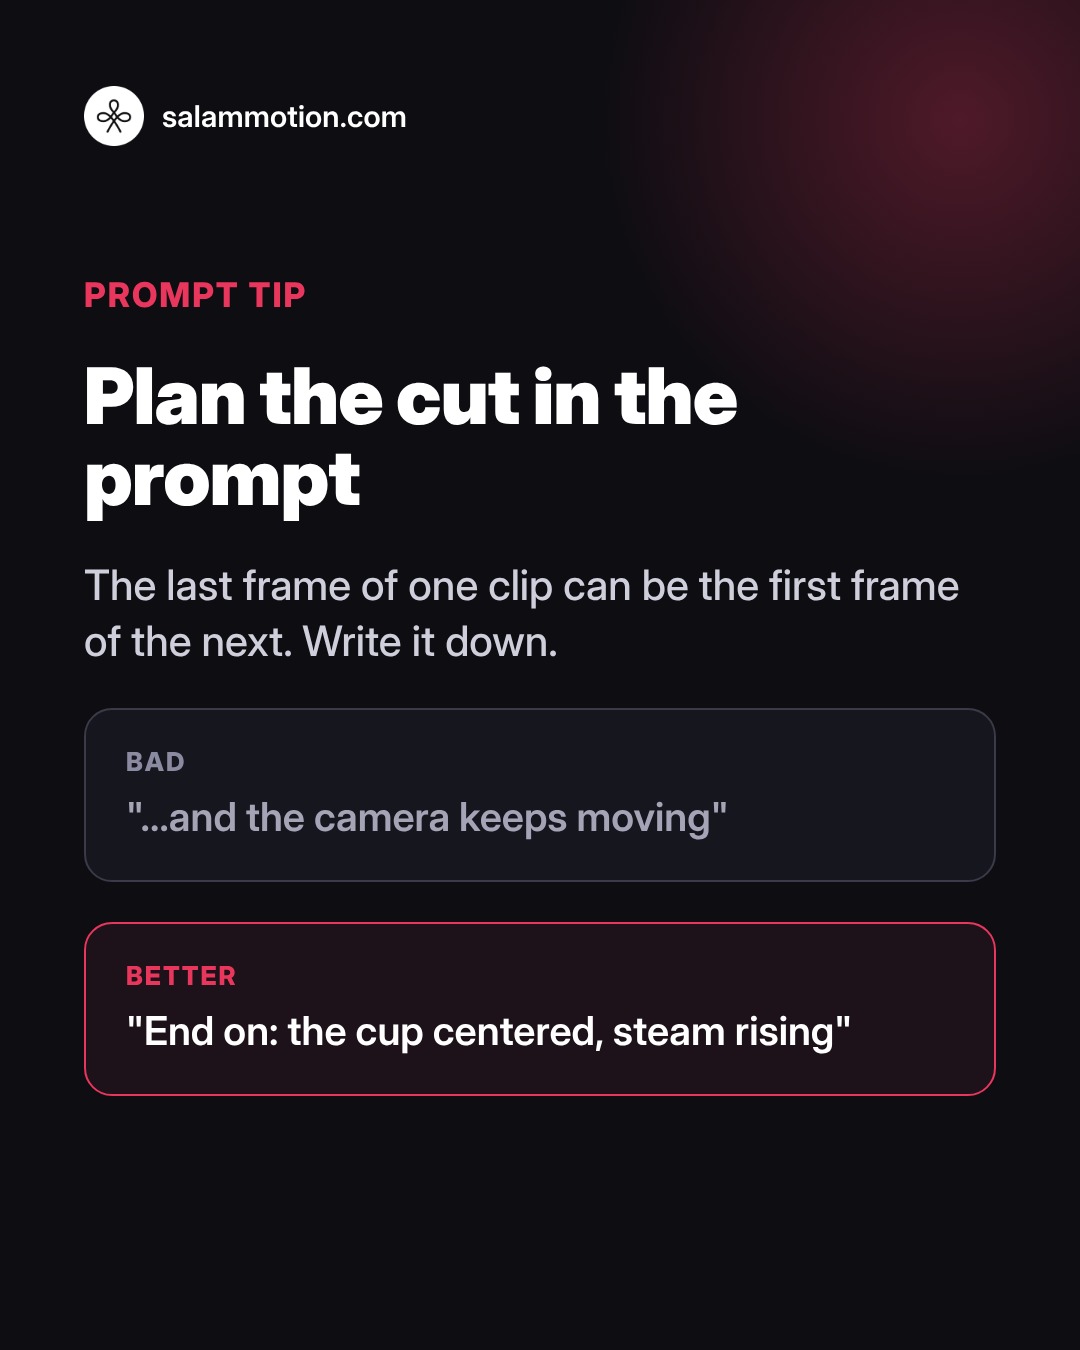 salammotion.com
PROMPT TIP
Plan the cut in the
prompt
The last frame of one clip can be the first frame
of the next. Write it down.
BAD
"...and the camera keeps moving"
BETTER
"End on: the cup centered, steam rising"